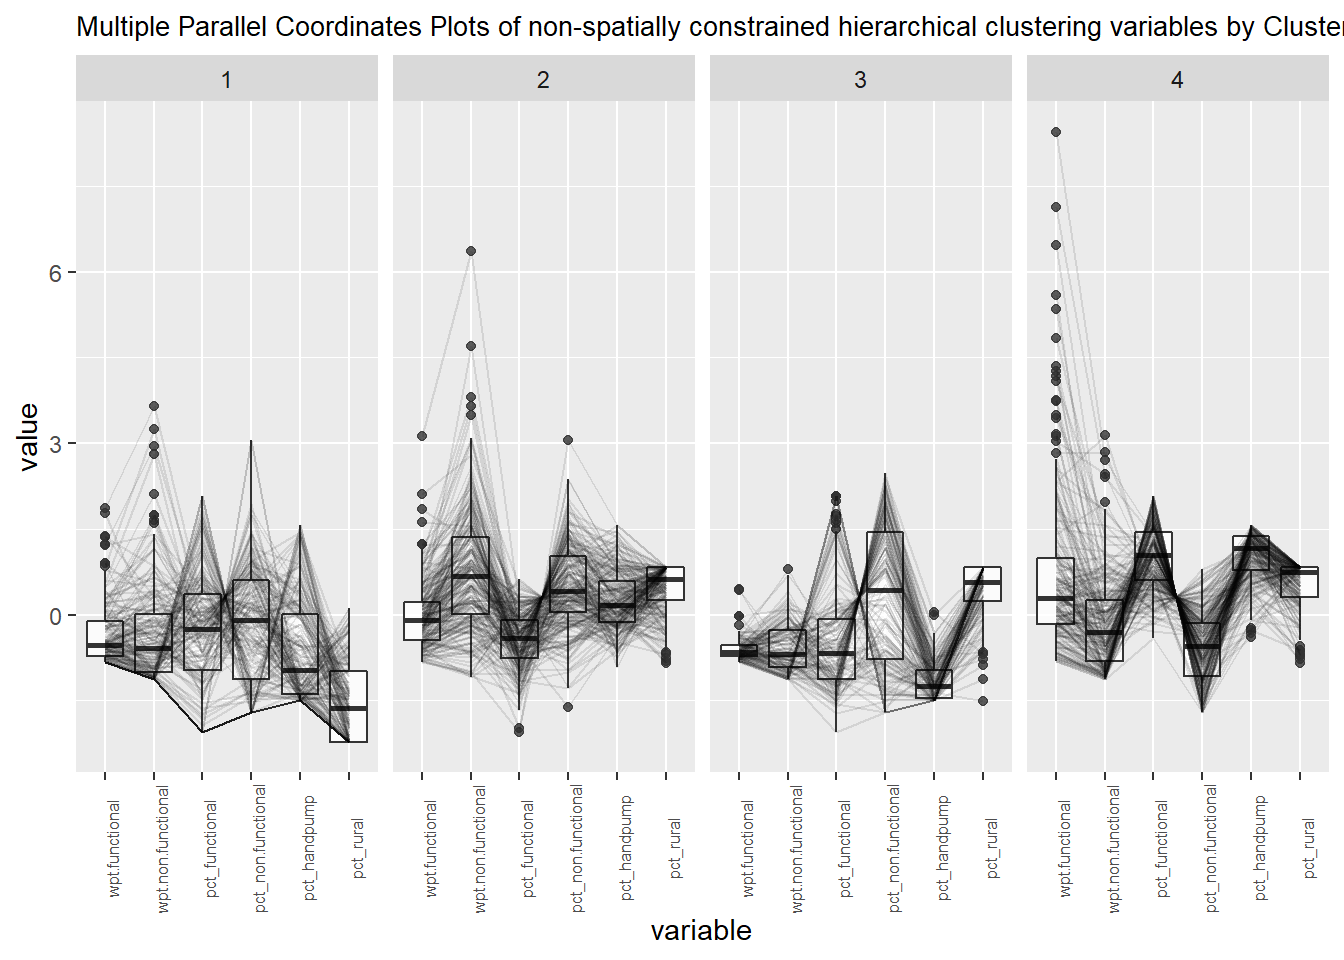 Multiple Parallel Coordinates Plots of non-spatially constrained hierarchical clustering variables by Cluster
1 2 3 4
value
6
3
0
wpt.functional wpt.non.functional pct_functional pct_non.functional pct_handpump pct_rural wpt.functional wpt.non.functional pct_functional pct_non.functional pct_handpump pct_rural wpt.functional wpt.non.functional pct_functional pct_non.functional pct_handpump pct_rural wpt.functional wpt.non.functional pct_functional pct_non.functional pct_handpump pct_rural
variable